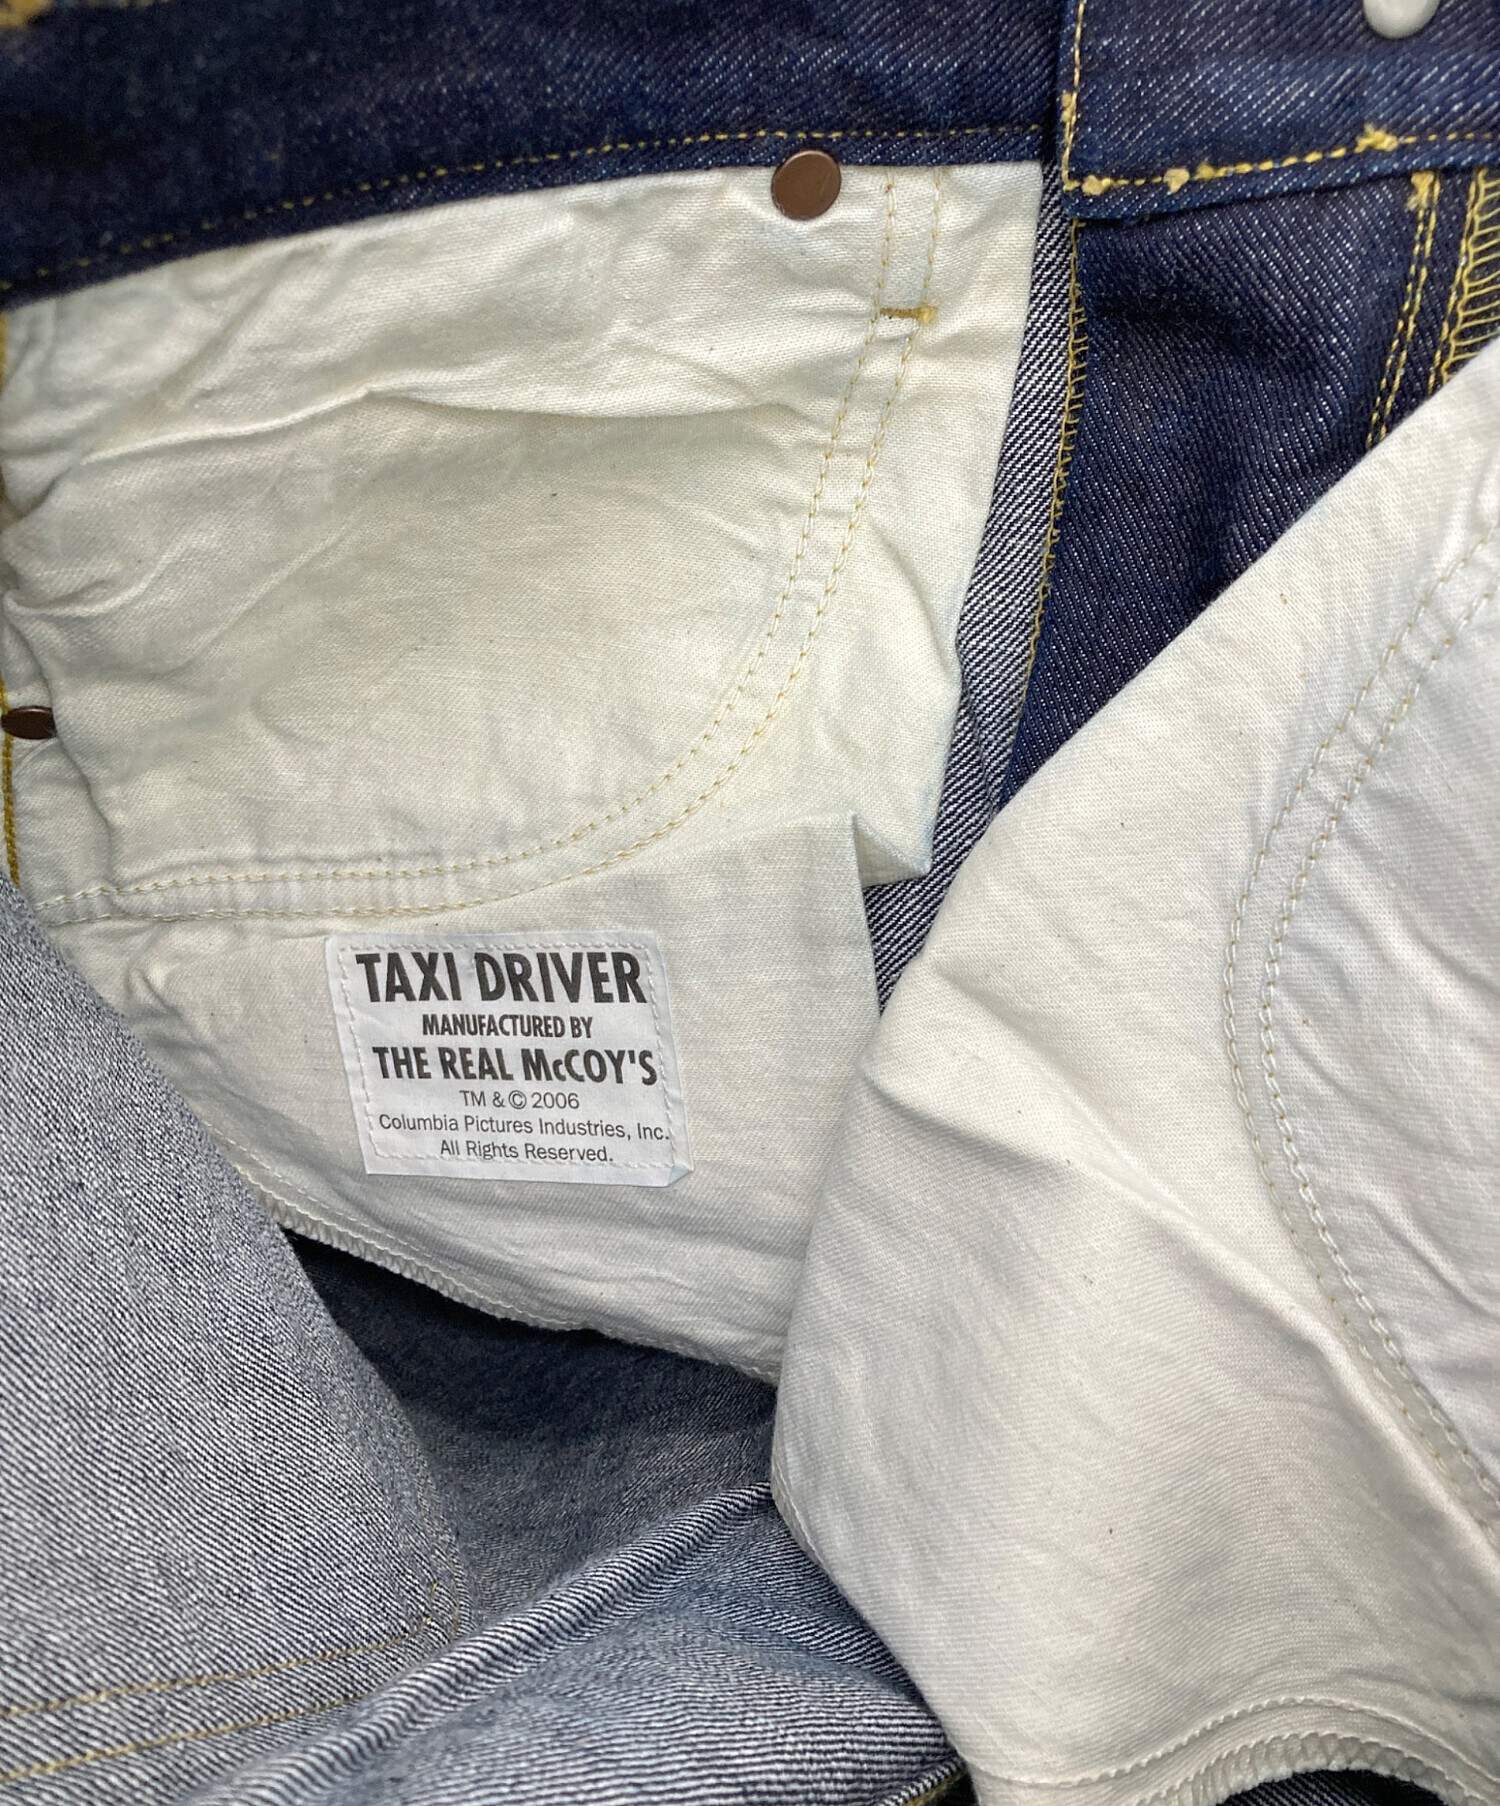 TAXI DRIVER
MANUFACTURED BY
THE REAL McCOY'S
TM & © 2006
Columbia Pictures Industries, Inc.
All Rights Reserved.